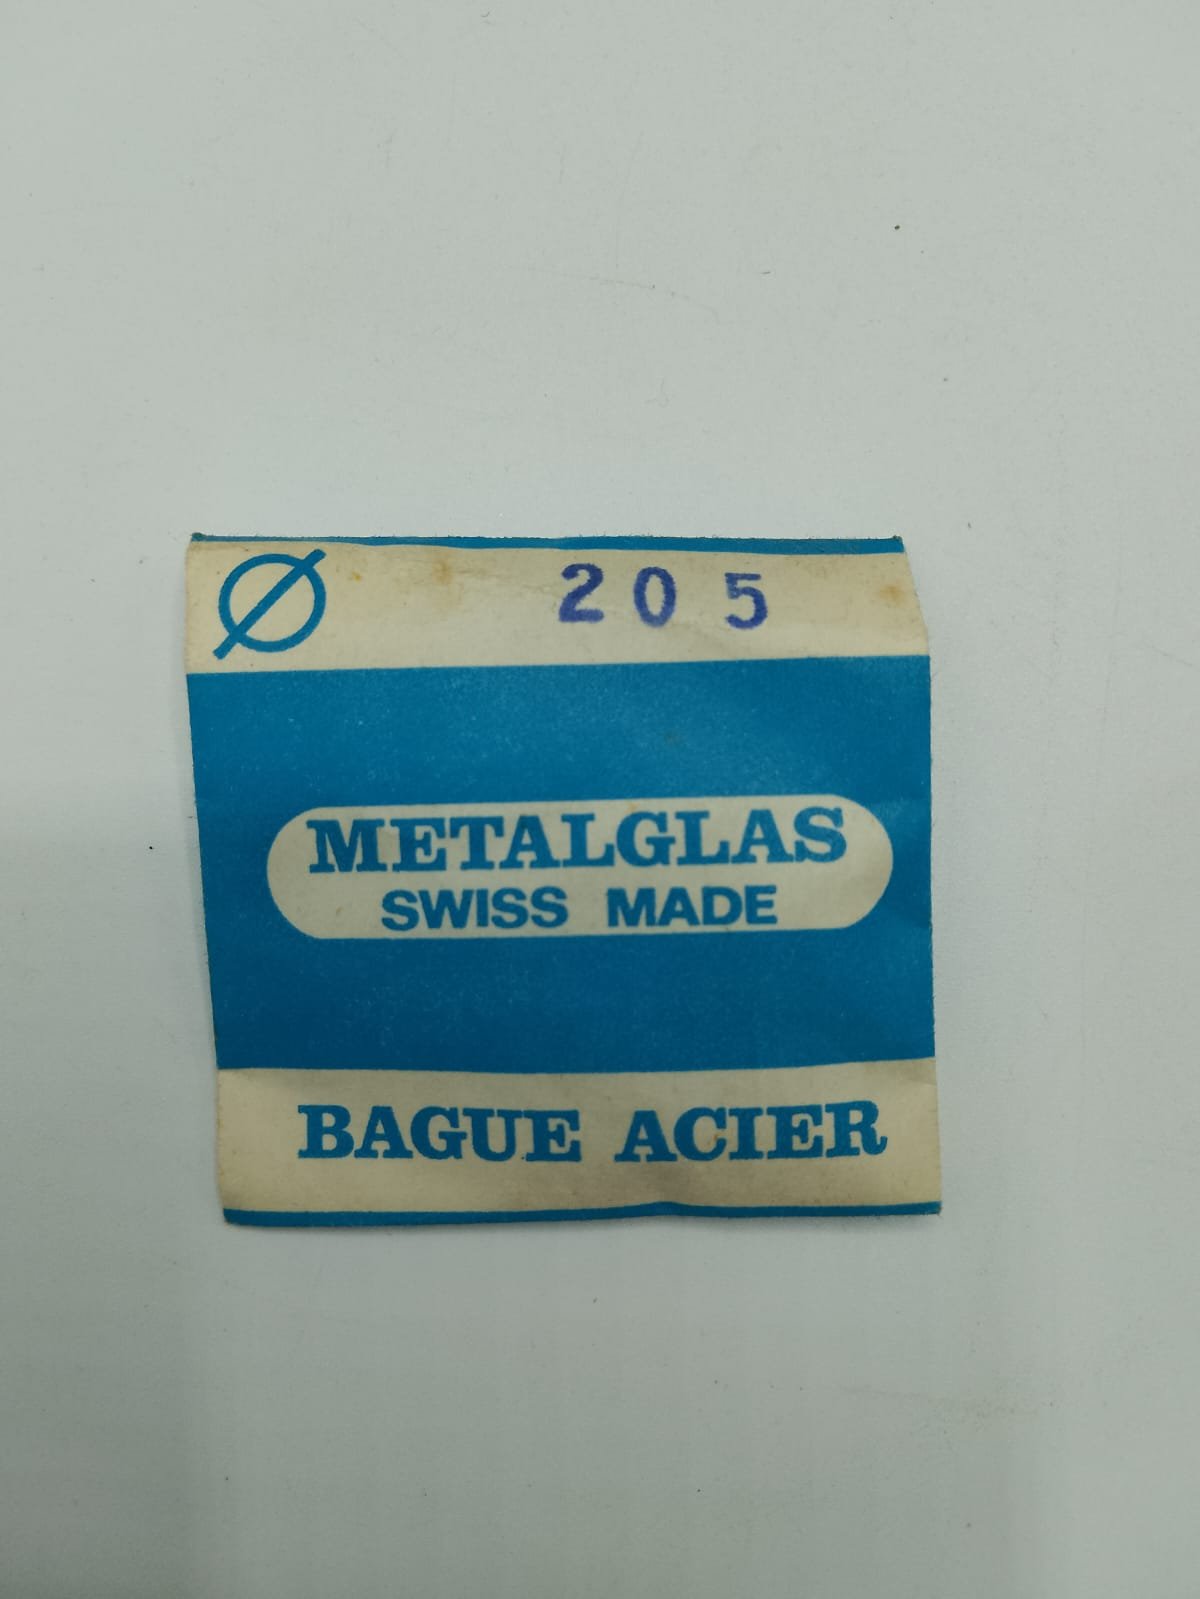 Ø 205
METALGLAS
SWISS MADE
BAGUE ACIER